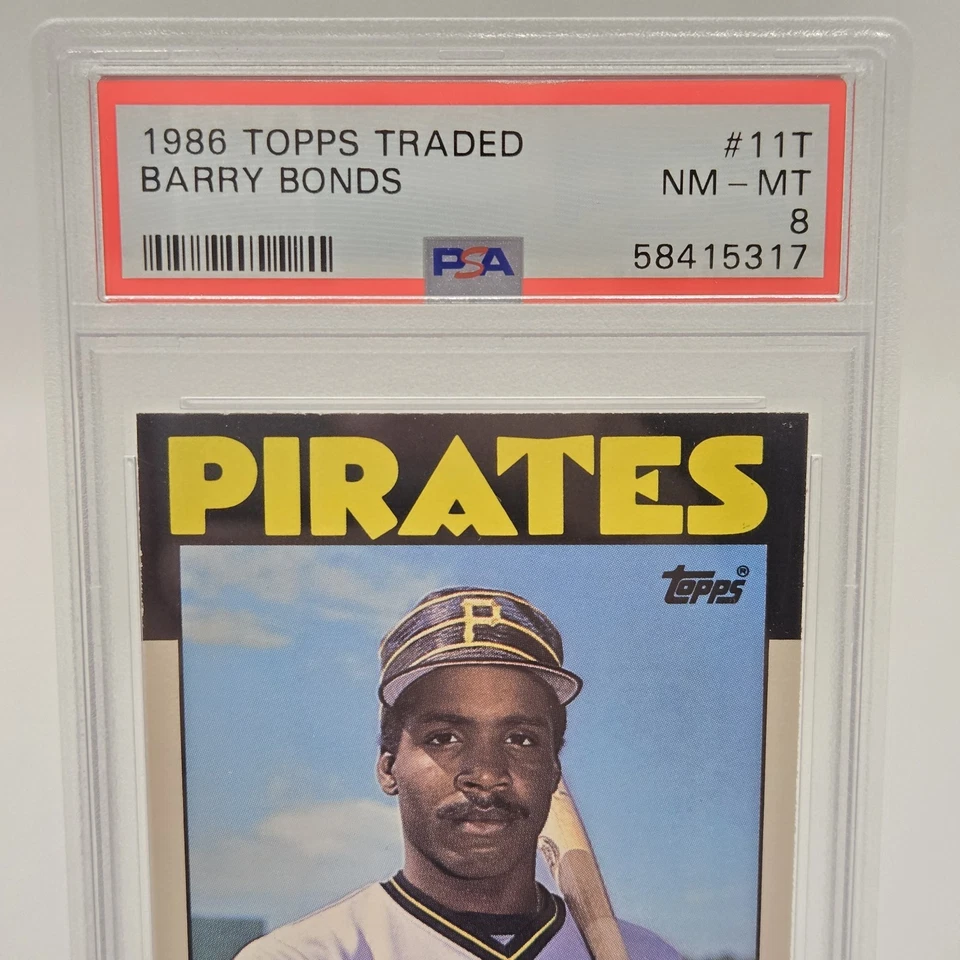 1986 TOPPS TRADED #11T
BARRY BONDS NM - MT
8
PSA 58415317
PIRATES
topps®
P